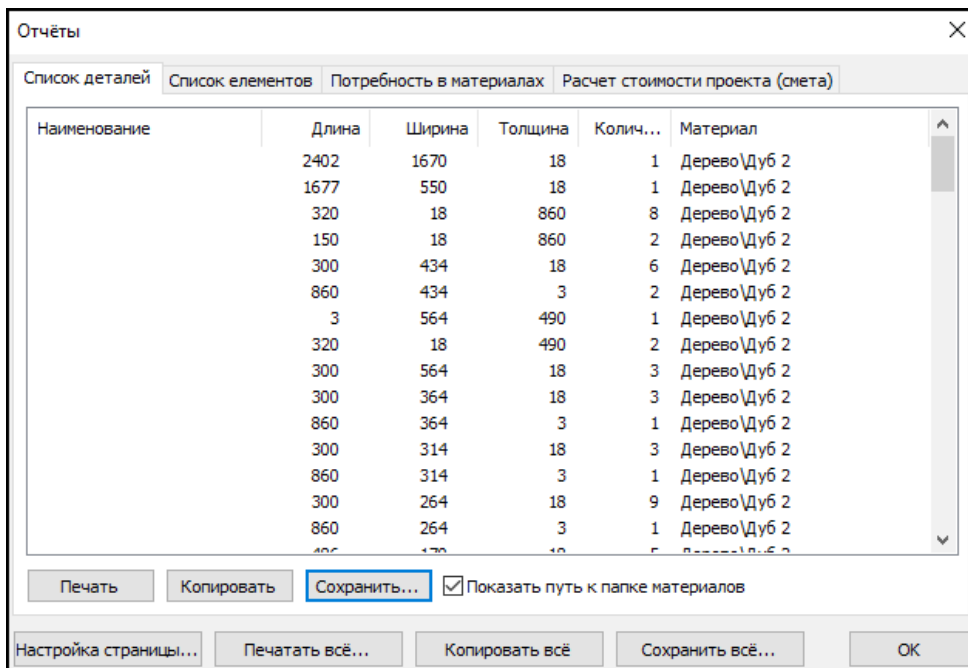 Отчёты
Список деталей Список елементов Потребность в материалах Расчет стоимости проекта (смета)
Наименование Длина Ширина Толщина Колич... Материал
2402 1670 18 1 Дерево\Дуб 2
1677 550 18 1 Дерево\Дуб 2
320 18 860 8 Дерево\Дуб 2
150 18 860 2 Дерево\Дуб 2
300 434 18 6 Дерево\Дуб 2
860 434 3 2 Дерево\Дуб 2
3 564 490 1 Дерево\Дуб 2
320 18 490 2 Дерево\Дуб 2
300 564 18 3 Дерево\Дуб 2
300 364 18 3 Дерево\Дуб 2
860 364 3 1 Дерево\Дуб 2
300 314 18 3 Дерево\Дуб 2
860 314 3 1 Дерево\Дуб 2
300 264 18 9 Дерево\Дуб 2
860 264 3 1 Дерево\Дуб 2
Печать Копировать Сохранить... Показать путь к папке материалов
Настройка страницы... Печатать всё... Копировать всё Сохранить всё... ОК